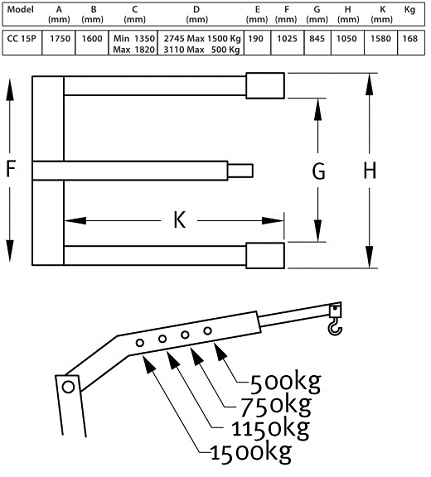 Model A B C D E F G H K Kg
(mm) (mm) (mm) (mm) (mm) (mm) (mm) (mm) (mm)
CC 15P 1750 1600 Min 1350 2745 Max 1500 Kg 190 1025 845 1050 1580 168
Max 1820 3110 Max 500 Kg
F
G
H
K
500kg
750kg
1150kg
1500kg